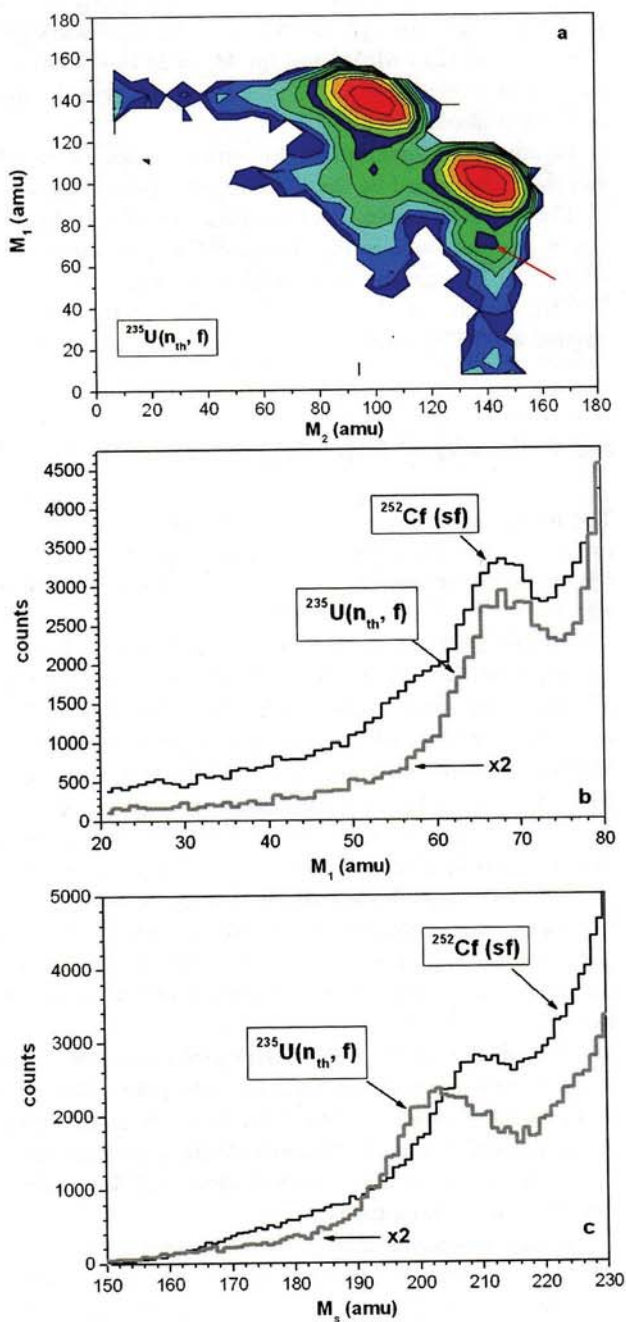 a
180
160
140
120
100
80
60
40
20
0
M₁ (amu)
²³⁵U(nₜₕ, f)
0 20 40 60 80 100 120 140 160 180
M₂ (amu)
4500
4000
3500
3000
2500
2000
1500
1000
500
0
counts
²⁵²Cf (sf)
²³⁵U(nₜₕ, f)
x2
b
20 30 40 50 60 70 80
M₁ (amu)
5000
4000
3000
2000
1000
0
counts
²⁵²Cf (sf)
²³⁵U(nₜₕ, f)
x2
c
150 160 170 180 190 200 210 220 230
Mₛ (amu)